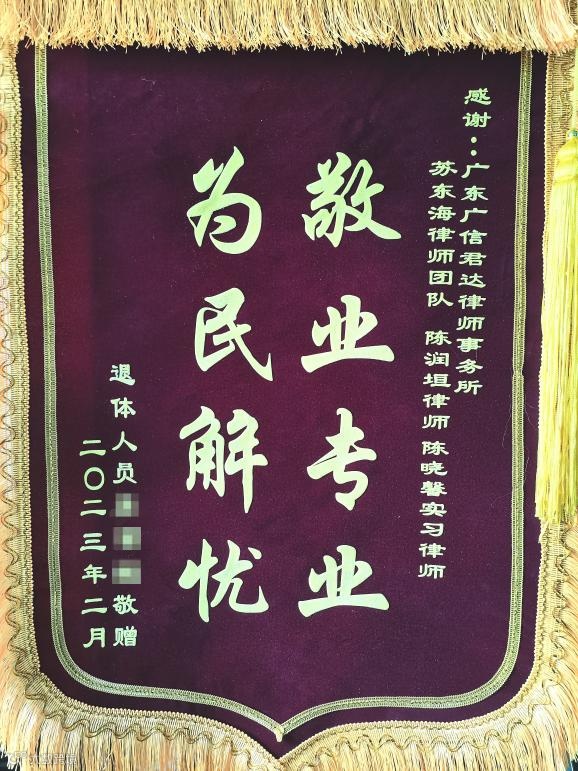 感谢：广东广信君达律师事务所
苏东海律师团队 陈润垣律师 陈晓馨实习律师
敬业专业
为民解忧
退体人员 敬赠
二〇二三年二月